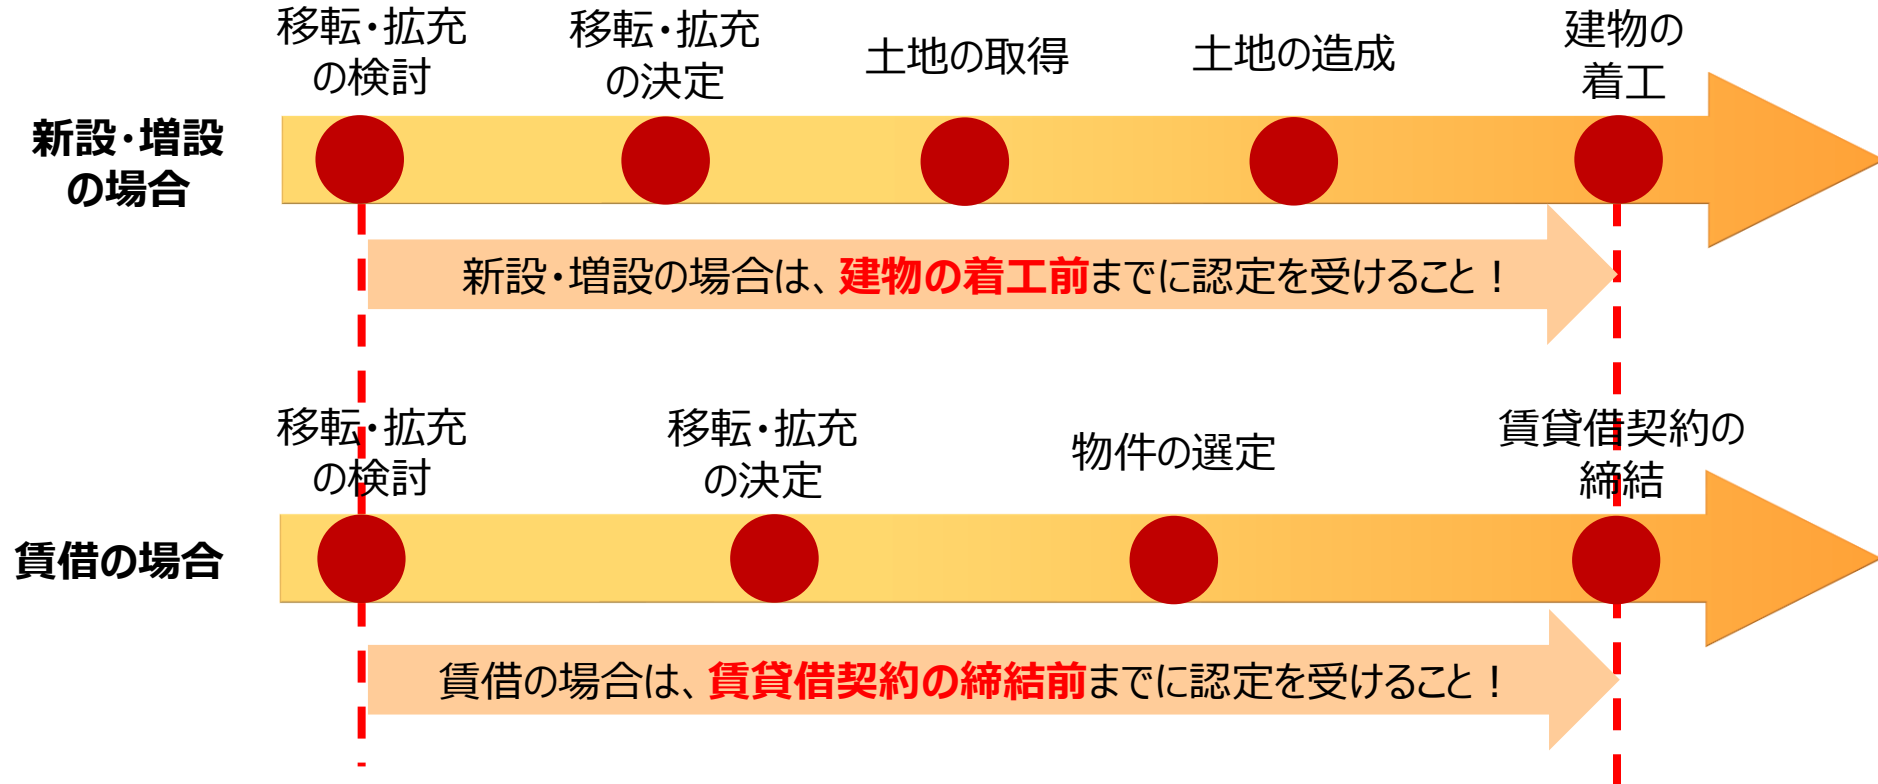 移転・拡充
の検討
移転・拡充
の決定
土地の取得
土地の造成
建物の
着工
新設・増設
の場合
新設・増設の場合は、建物の着工前までに認定を受けること！
移転・拡充
の検討
移転・拡充
の決定
物件の選定
賃貸借契約の
締結
賃借の場合
賃借の場合は、賃貸借契約の締結前までに認定を受けること！